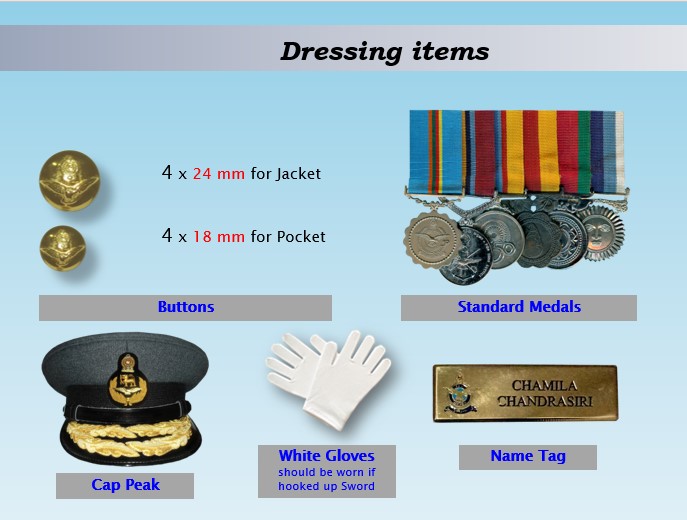 Dressing items
4 x 24 mm for Jacket
4 x 18 mm for Pocket
Buttons
Standard Medals
CHAMILA
CHANDRASIRI
White Gloves
should be worn if
hooked up Sword
Name Tag
Cap Peak